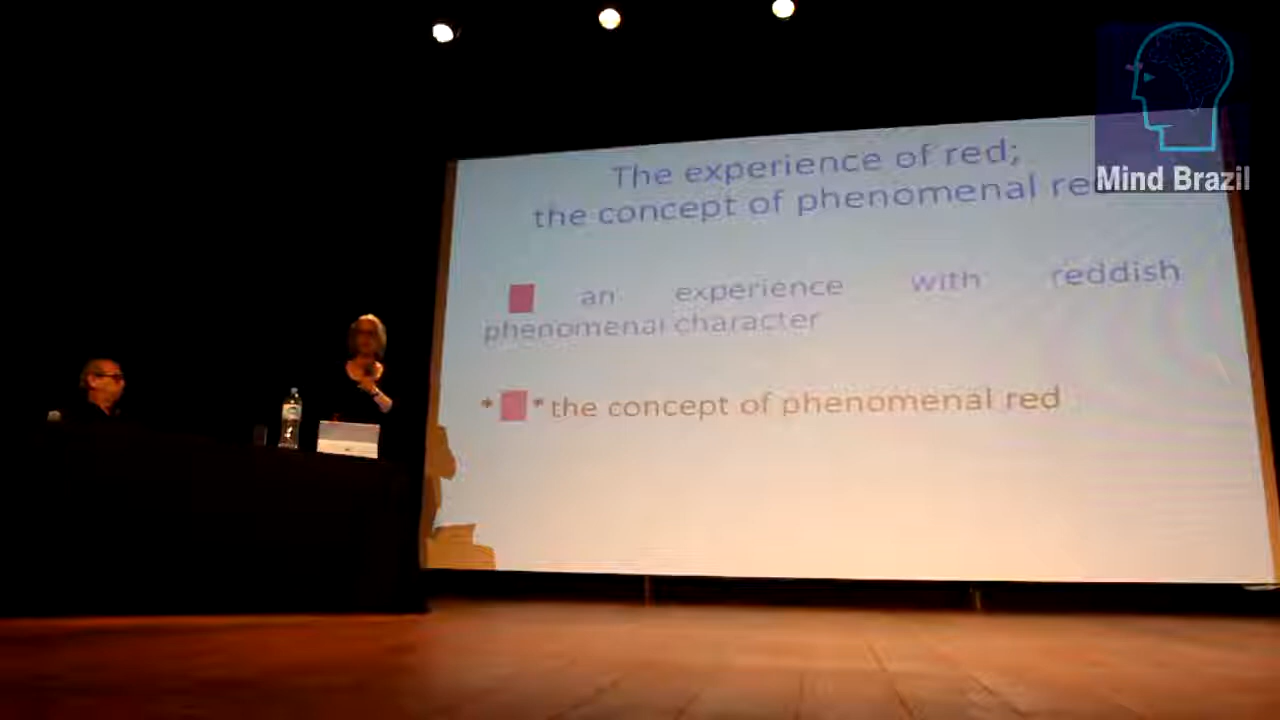 The experience of red;
the concept of phenomenal re
Mind Brazil
an experience with reddish
phenomenal character
* * the concept of phenomenal red